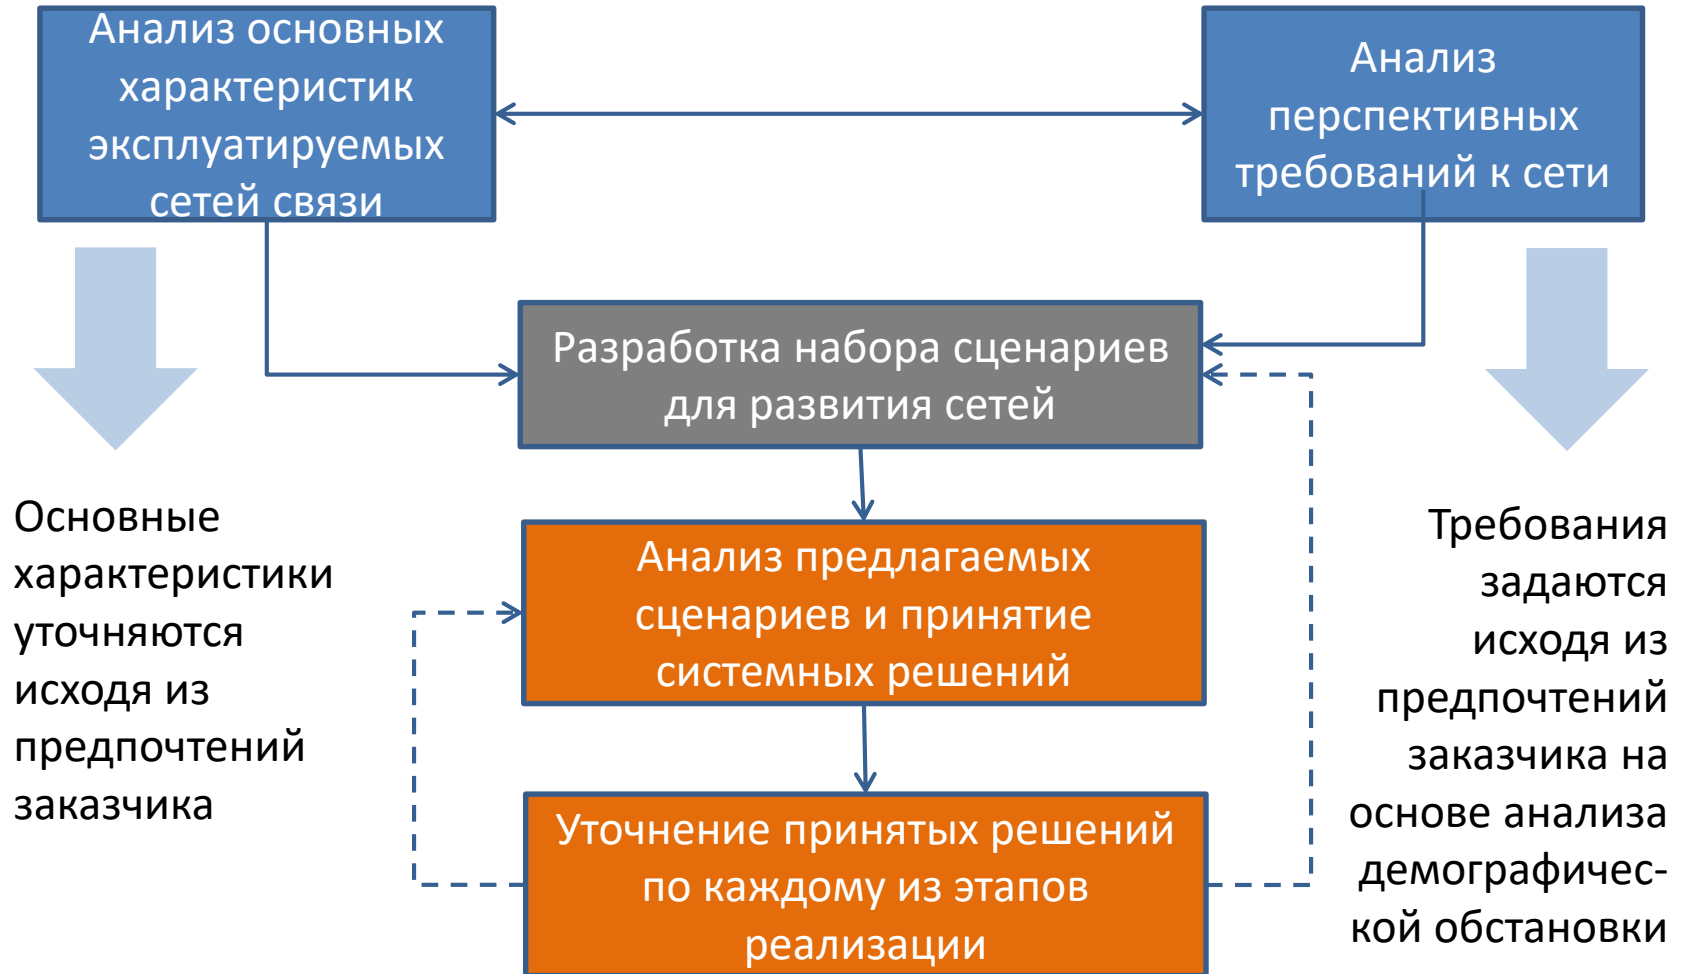 Анализ основных
характеристик
эксплуатируемых
сетей связи
Анализ
перспективных
требований к сети
Разработка набора сценариев
для развития сетей
Основные
характеристики
уточняются
исходя из
предпочтений
заказчика
Анализ предлагаемых
сценариев и принятие
системных решений
Требования
задаются
исходя из
предпочтений
заказчика на
основе анализа
демографичес-
кой обстановки
Уточнение принятых решений
по каждому из этапов
реализации